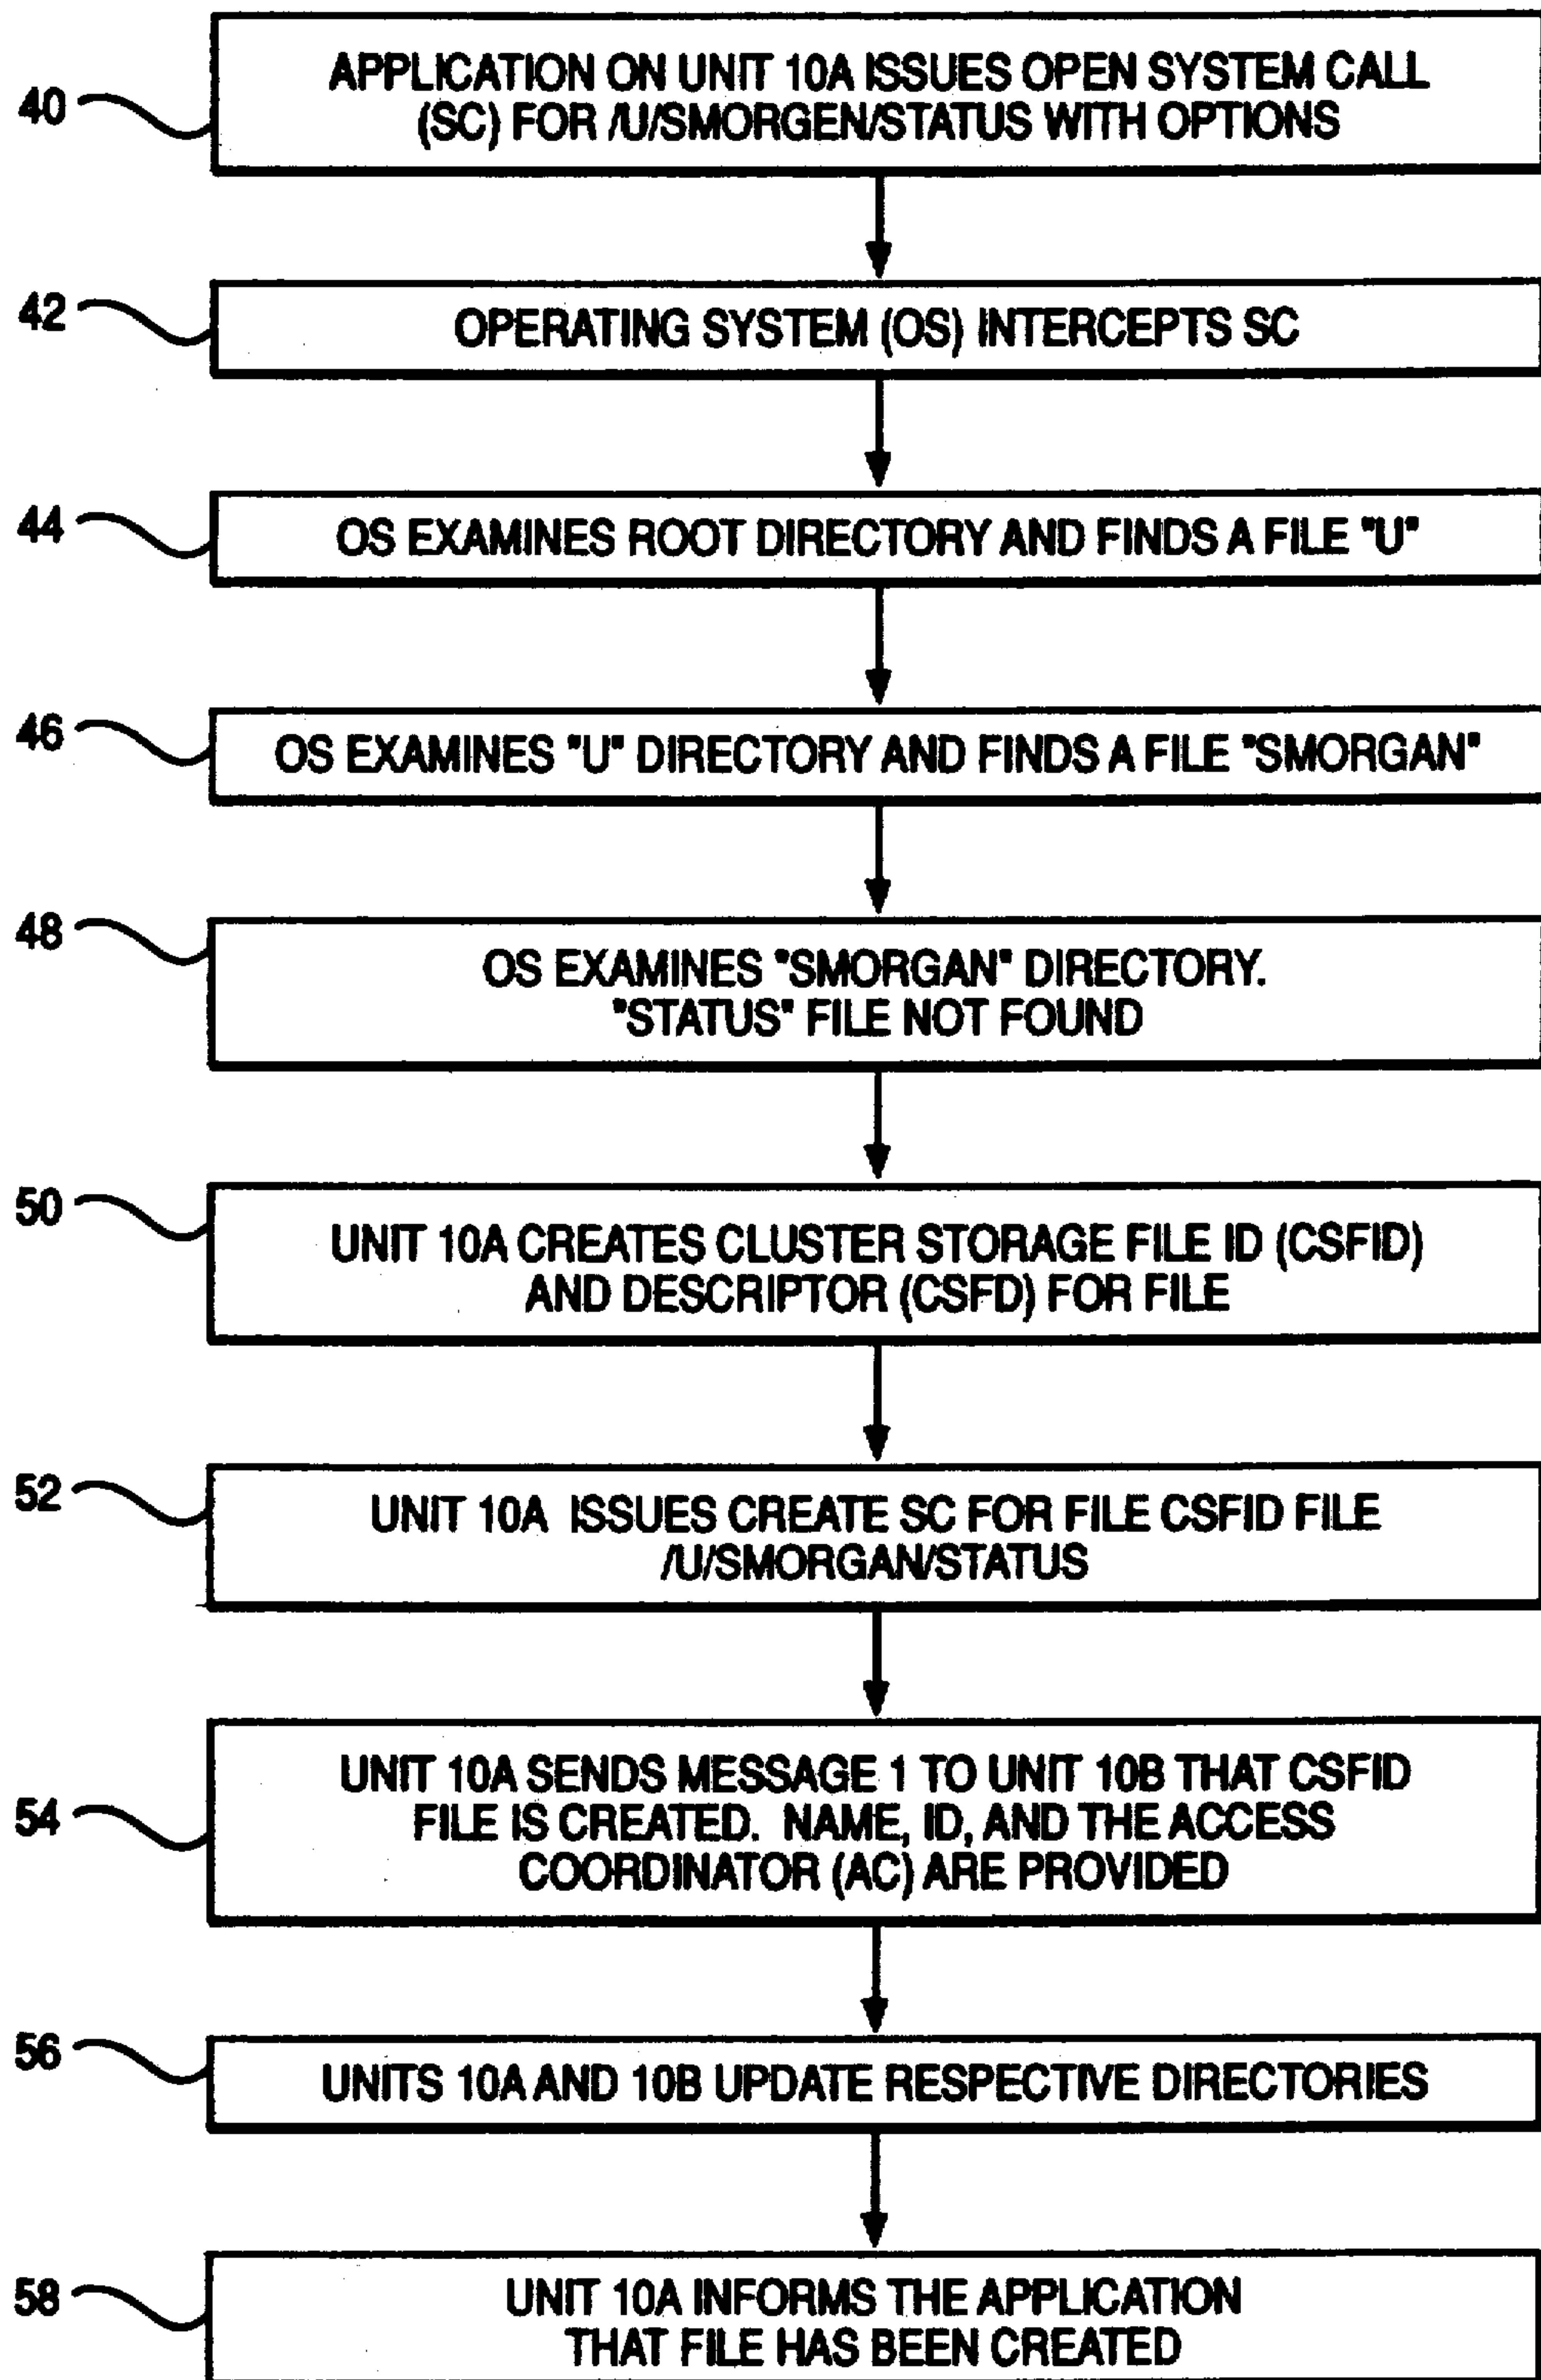 40
APPLICATION ON UNIT 10A ISSUES OPEN SYSTEM CALL
(SC) FOR /U/SMORGEN/STATUS WITH OPTIONS
42
OPERATING SYSTEM (OS) INTERCEPTS SC
44
OS EXAMINES ROOT DIRECTORY AND FINDS A FILE "U"
46
OS EXAMINES "U" DIRECTORY AND FINDS A FILE "SMORGAN"
48
OS EXAMINES "SMORGAN" DIRECTORY.
"STATUS" FILE NOT FOUND
50
UNIT 10A CREATES CLUSTER STORAGE FILE ID (CSFID)
AND DESCRIPTOR (CSFD) FOR FILE
52
UNIT 10A ISSUES CREATE SC FOR FILE CSFID FILE
/U/SMORGAN/STATUS
54
UNIT 10A SENDS MESSAGE 1 TO UNIT 10B THAT CSFID
FILE IS CREATED. NAME, ID, AND THE ACCESS
COORDINATOR (AC) ARE PROVIDED
56
UNITS 10A AND 10B UPDATE RESPECTIVE DIRECTORIES
58
UNIT 10A INFORMS THE APPLICATION
THAT FILE HAS BEEN CREATED